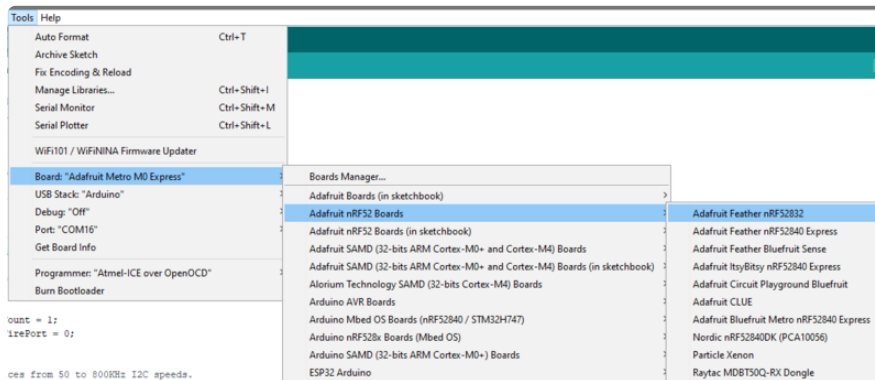 Tools Help
Auto Format Ctrl+T
Archive Sketch
Fix Encoding & Reload
Manage Libraries... Ctrl+Shift+I
Serial Monitor Ctrl+Shift+M
Serial Plotter Ctrl+Shift+L
WiFi101 / WiFiNINA Firmware Updater
Board: "Adafruit Metro M0 Express"
USB Stack: "Arduino"
Debug: "Off"
Port: "COM16"
Get Board Info
Programmer: "Atmel-ICE over OpenOCD"
Burn Bootloader
Boards Manager...
Adafruit Boards (in sketchbook)
Adafruit nRF52 Boards
Adafruit nRF52 Boards (in sketchbook)
Adafruit SAMD (32-bits ARM Cortex-M0+ and Cortex-M4) Boards
Adafruit SAMD (32-bits ARM Cortex-M0+ and Cortex-M4) Boards (in sketchbook)
Alorium Technology SAMD (32-bits Cortex-M4) Boards
Arduino AVR Boards
Arduino Mbed OS Boards (nRF52840 / STM32H747)
Arduino nRF528x Boards (Mbed OS)
Arduino SAMD (32-bits ARM Cortex-M0+) Boards
ESP32 Arduino
Adafruit Feather nRF52832
Adafruit Feather nRF52840 Express
Adafruit Feather Bluefruit Sense
Adafruit ItsyBitsy nRF52840 Express
Adafruit Circuit Playground Bluefruit
Adafruit CLUE
Adafruit Bluefruit Metro nRF52840 Express
Nordic nRF52840DK (PCA10056)
Particle Xenon
Raytac MDBT50Q-RX Dongle
ount = 1;
irePort = 0;
ces from 50 to 800KHz I2C speeds.